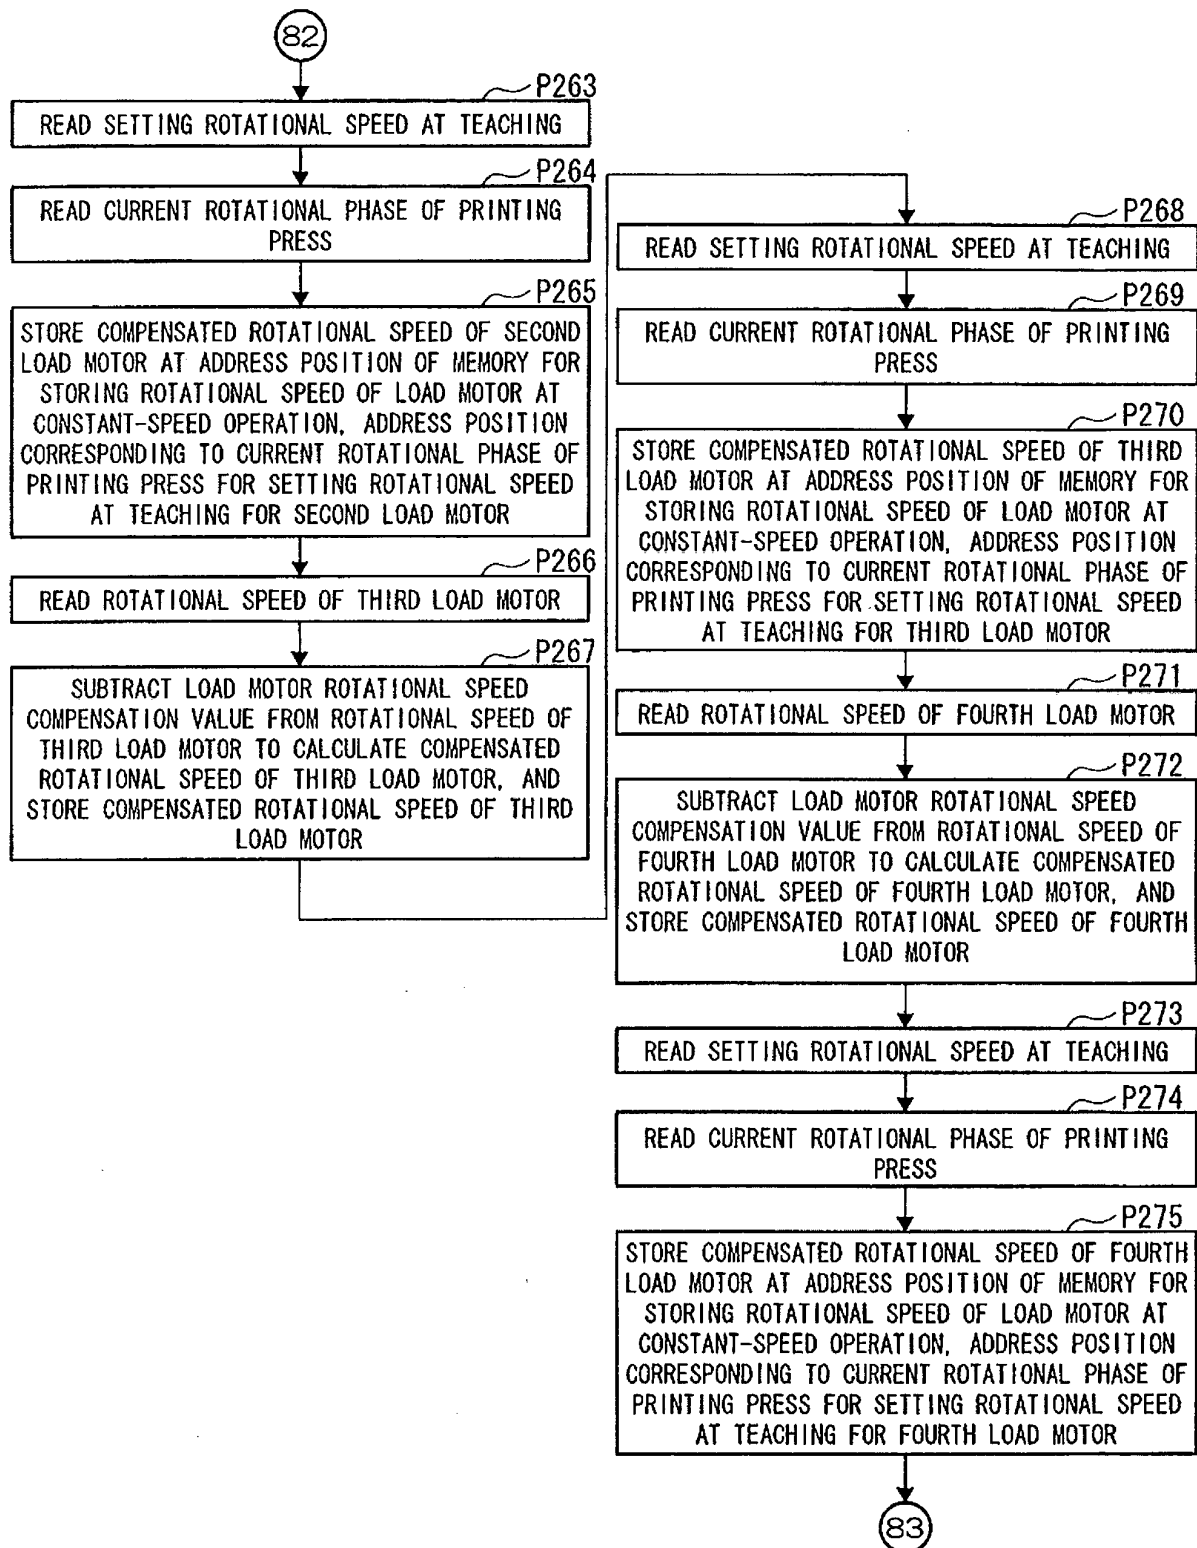 82
P263
READ SETTING ROTATIONAL SPEED AT TEACHING
P264
READ CURRENT ROTATIONAL PHASE OF PRINTING
PRESS
P265
STORE COMPENSATED ROTATIONAL SPEED OF SECOND
LOAD MOTOR AT ADDRESS POSITION OF MEMORY FOR
STORING ROTATIONAL SPEED OF LOAD MOTOR AT
CONSTANT-SPEED OPERATION, ADDRESS POSITION
CORRESPONDING TO CURRENT ROTATIONAL PHASE OF
PRINTING PRESS FOR SETTING ROTATIONAL SPEED
AT TEACHING FOR SECOND LOAD MOTOR
P266
READ ROTATIONAL SPEED OF THIRD LOAD MOTOR
P267
SUBTRACT LOAD MOTOR ROTATIONAL SPEED
COMPENSATION VALUE FROM ROTATIONAL SPEED OF
THIRD LOAD MOTOR TO CALCULATE COMPENSATED
ROTATIONAL SPEED OF THIRD LOAD MOTOR, AND
STORE COMPENSATED ROTATIONAL SPEED OF THIRD
LOAD MOTOR
P268
READ SETTING ROTATIONAL SPEED AT TEACHING
P269
READ CURRENT ROTATIONAL PHASE OF PRINTING
PRESS
P270
STORE COMPENSATED ROTATIONAL SPEED OF THIRD
LOAD MOTOR AT ADDRESS POSITION OF MEMORY FOR
STORING ROTATIONAL SPEED OF LOAD MOTOR AT
CONSTANT-SPEED OPERATION, ADDRESS POSITION
CORRESPONDING TO CURRENT ROTATIONAL PHASE OF
PRINTING PRESS FOR SETTING ROTATIONAL SPEED
AT TEACHING FOR THIRD LOAD MOTOR
P271
READ ROTATIONAL SPEED OF FOURTH LOAD MOTOR
P272
SUBTRACT LOAD MOTOR ROTATIONAL SPEED
COMPENSATION VALUE FROM ROTATIONAL SPEED OF
FOURTH LOAD MOTOR TO CALCULATE COMPENSATED
ROTATIONAL SPEED OF FOURTH LOAD MOTOR, AND
STORE COMPENSATED ROTATIONAL SPEED OF FOURTH
LOAD MOTOR
P273
READ SETTING ROTATIONAL SPEED AT TEACHING
P274
READ CURRENT ROTATIONAL PHASE OF PRINTING
PRESS
P275
STORE COMPENSATED ROTATIONAL SPEED OF FOURTH
LOAD MOTOR AT ADDRESS POSITION OF MEMORY FOR
STORING ROTATIONAL SPEED OF LOAD MOTOR AT
CONSTANT-SPEED OPERATION, ADDRESS POSITION
CORRESPONDING TO CURRENT ROTATIONAL PHASE OF
PRINTING PRESS FOR SETTING ROTATIONAL SPEED
AT TEACHING FOR FOURTH LOAD MOTOR
83